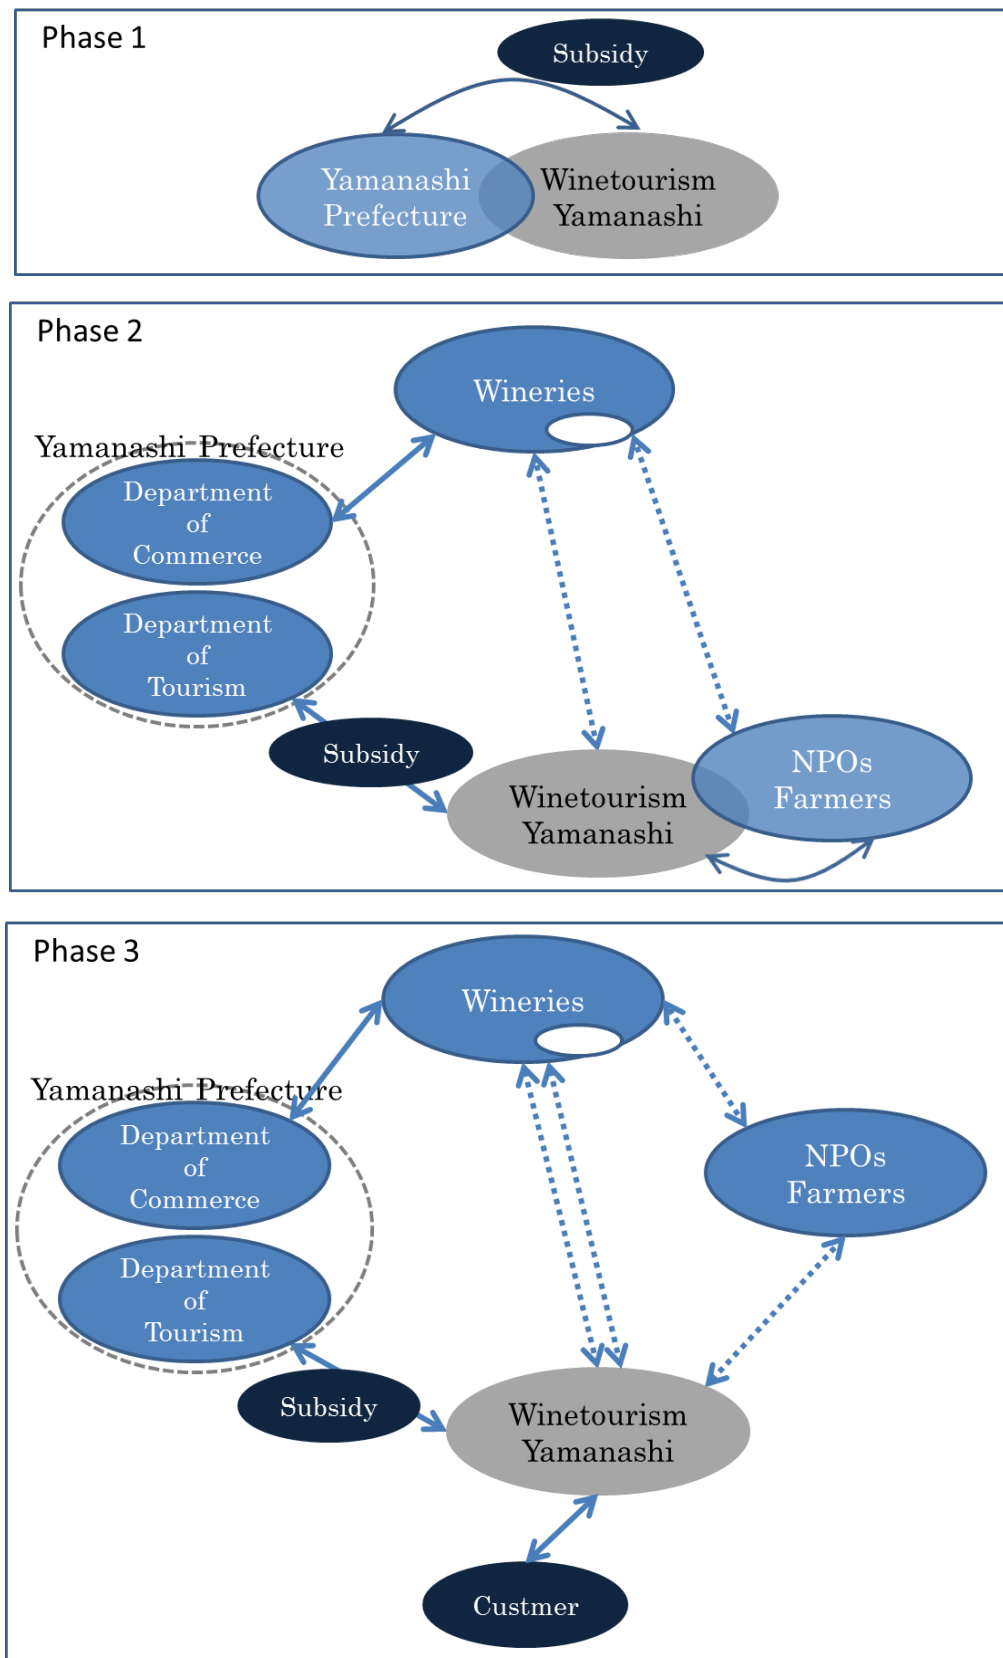 Phase 1
Subsidy
Yamanashi
Prefecture
Winetourism
Yamanashi
Phase 2
Wineries
Yamanashi Prefecture
Department
of
Commerce
Department
of
Tourism
Subsidy
Winetourism
Yamanashi
NPOs
Farmers
Phase 3
Wineries
Yamanashi Prefecture
Department
of
Commerce
NPOs
Farmers
Department
of
Tourism
Subsidy
Winetourism
Yamanashi
Custmer